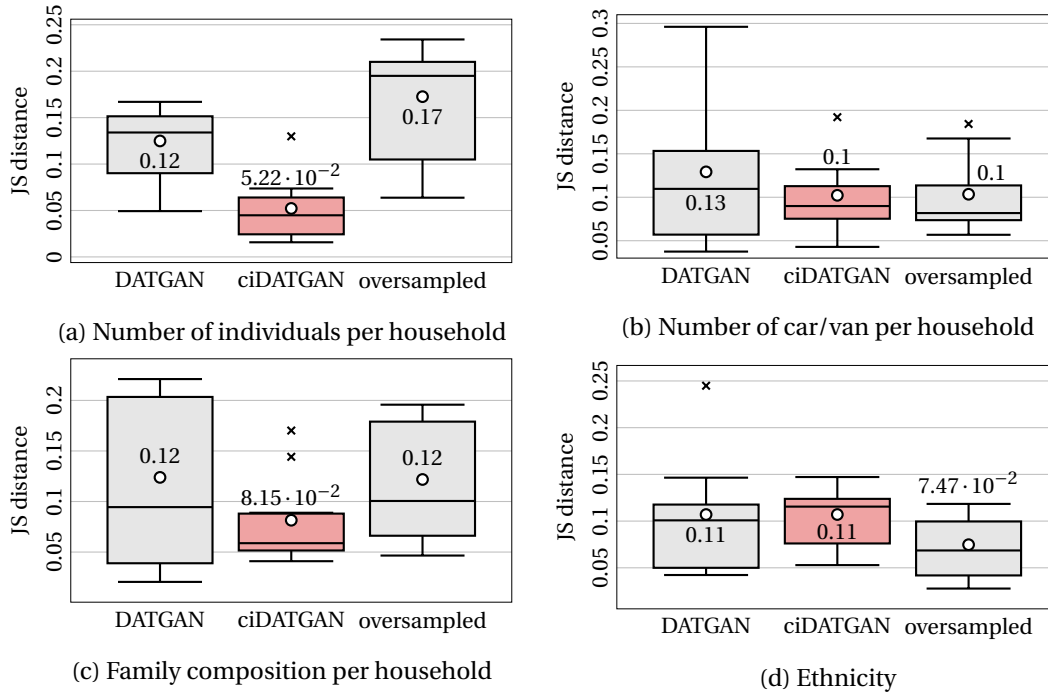 0.25
0.2
0.15
0.1
0.05
0
JS distance
0.12
5.22 · 10−2
0.17
DATGAN ciDATGAN oversampled
(a) Number of individuals per household
0.3
0.25
0.2
0.15
0.1
0.05
JS distance
0.13
0.1
0.1
DATGAN ciDATGAN oversampled
(b) Number of car/van per household
0.2
0.15
0.1
0.05
JS distance
0.12
8.15 · 10−2
0.12
DATGAN ciDATGAN oversampled
(c) Family composition per household
0.25
0.2
0.15
0.1
0.05
JS distance
0.11
0.11
7.47 · 10−2
DATGAN ciDATGAN oversampled
(d) Ethnicity